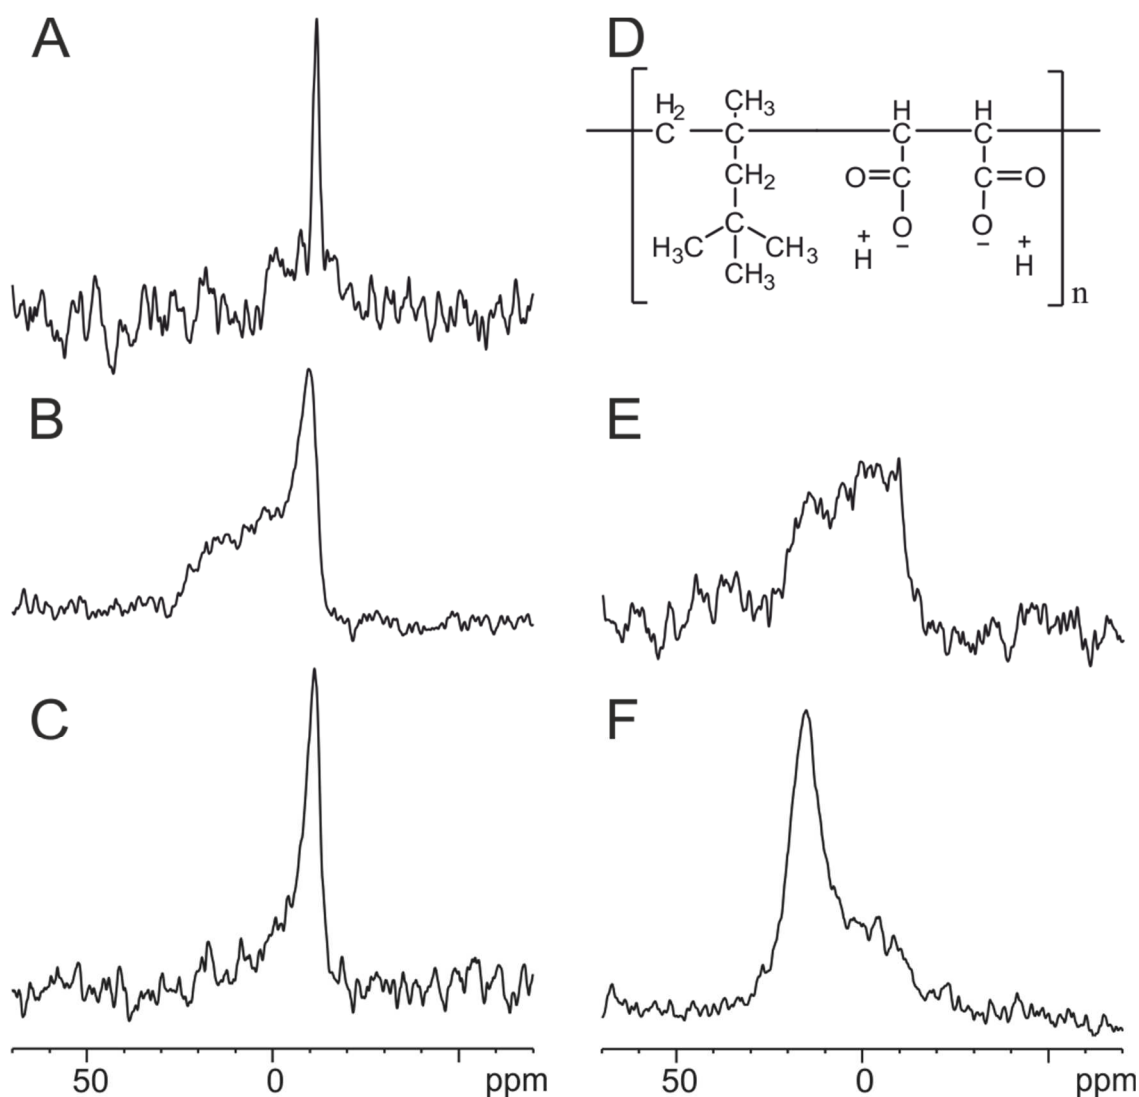 A
D
H2 CH3 H H
C C C C
CH2 O=C C=O
C O O
H3C CH3 + − − +
CH3 H H
n
B
E
C
F
50 0 ppm
50 0 ppm